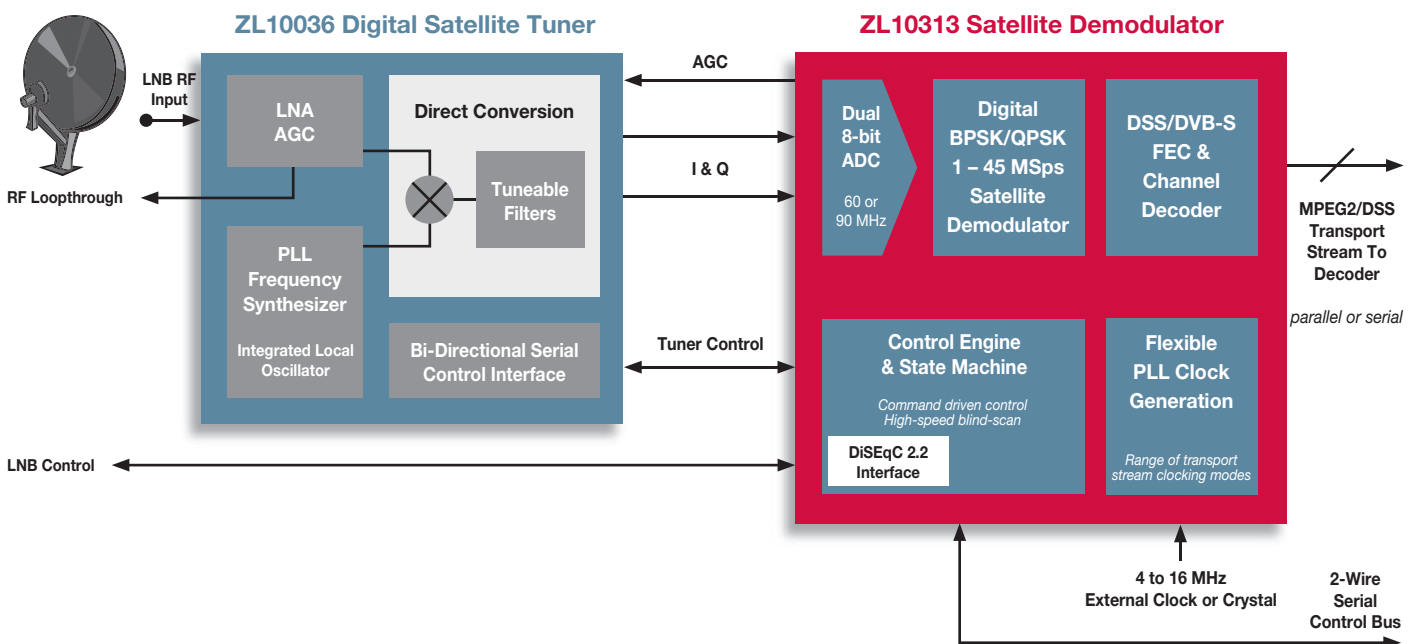 ZL10036 Digital Satellite Tuner
ZL10313 Satellite Demodulator
LNB RF
Input
LNA
AGC
Direct Conversion
Tuneable
Filters
RF Loopthrough
PLL
Frequency
Synthesizer
Integrated Local
Oscillator
Bi-Directional Serial
Control Interface
AGC
I & Q
Tuner Control
LNB Control
Dual
8-bit
ADC
60 or
90 MHz
Digital
BPSK/QPSK
1 – 45 MSps
Satellite
Demodulator
DSS/DVB-S
FEC &
Channel
Decoder
MPEG2/DSS
Transport
Stream To
Decoder
parallel or serial
Control Engine
& State Machine
Command driven control
High-speed blind-scan
DiSEqC 2.2
Interface
Flexible
PLL Clock
Generation
Range of transport
stream clocking modes
4 to 16 MHz
External Clock or Crystal
2-Wire
Serial
Control Bus